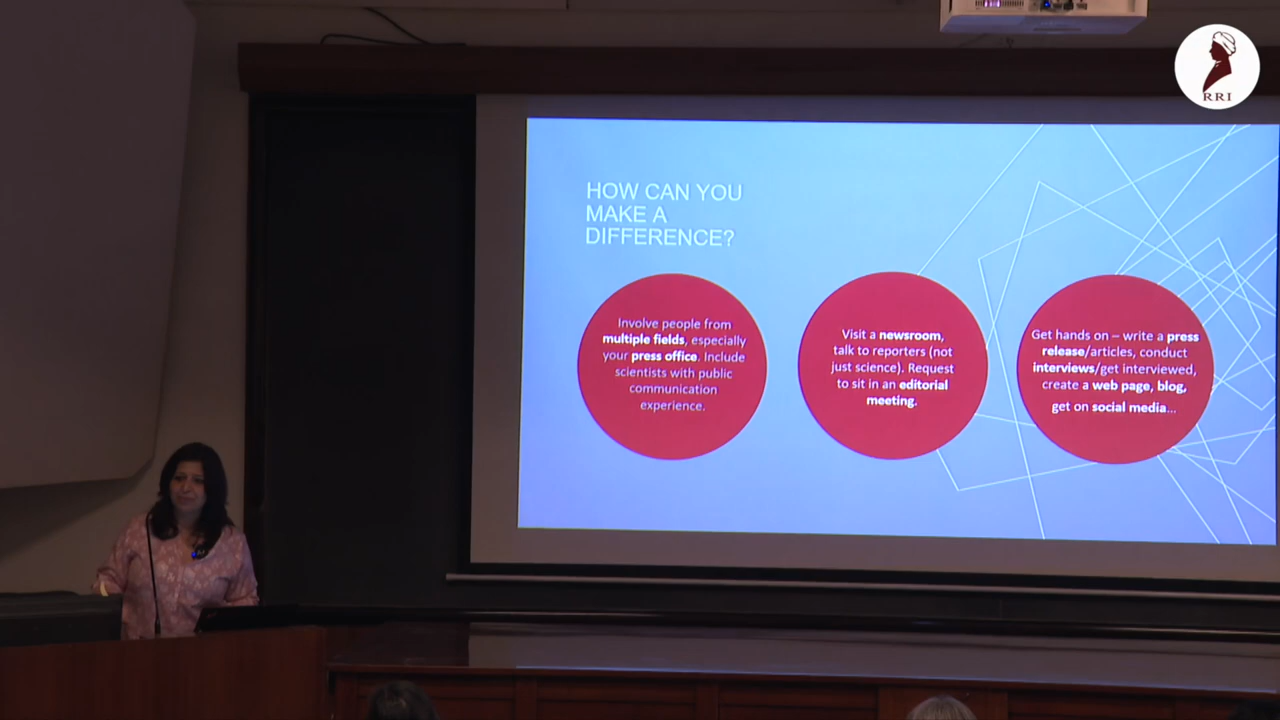 RRI
HOW CAN YOU
MAKE A
DIFFERENCE?
Involve people from
multiple fields, especially
your press office. Include
scientists with public
communication
experience.
Visit a newsroom,
talk to reporters (not
just science). Request
to sit in an editorial
meeting.
Get hands on – write a press
release/articles, conduct
interviews/get interviewed,
create a web page, blog,
get on social media...